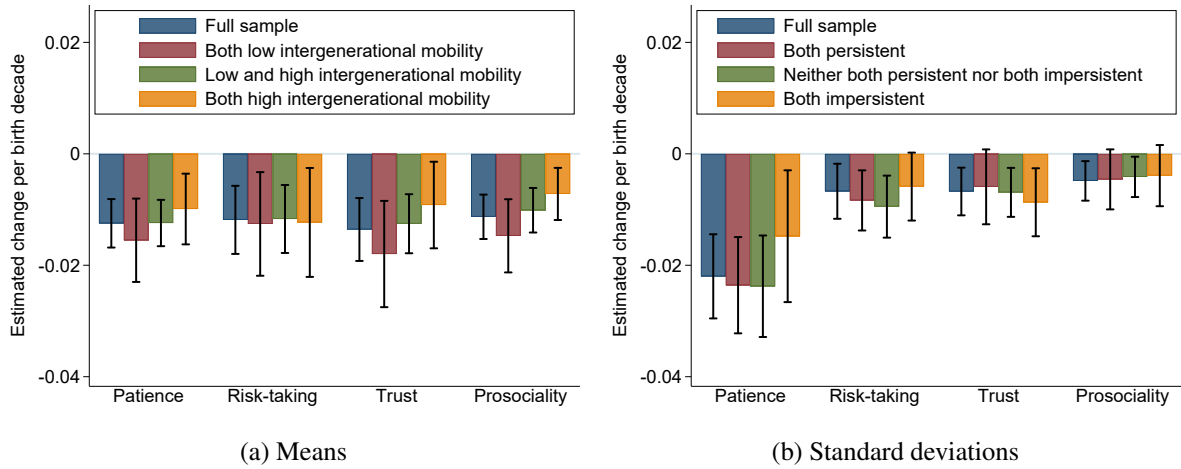 Full sample
Both low intergenerational mobility
Low and high intergenerational mobility
Both high intergenerational mobility
Estimated change per birth decade
0.02
0
-0.02
-0.04
Patience
Risk-taking
Trust
Prosociality
(a) Means
Full sample
Both persistent
Neither both persistent nor both impersistent
Both impersistent
Estimated change per birth decade
0.02
0
-0.02
-0.04
Patience
Risk-taking
Trust
Prosociality
(b) Standard deviations